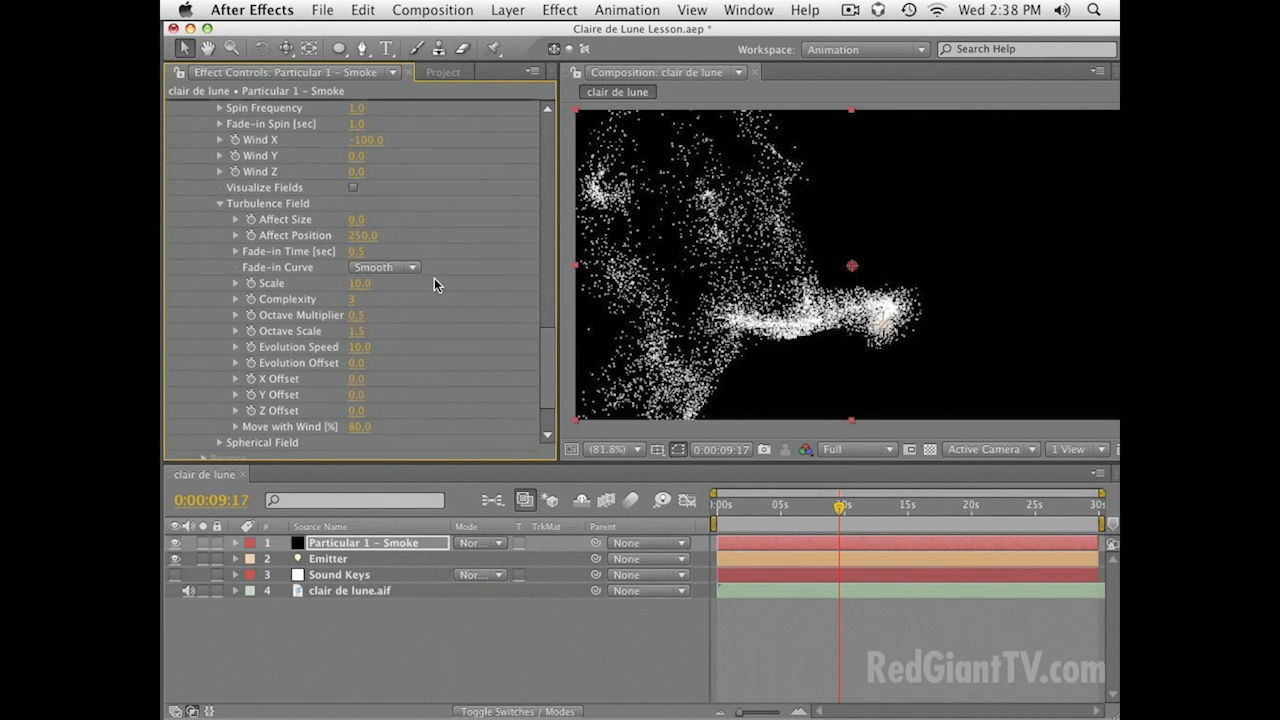 After Effects File Edit Composition Layer Effect Animation View Window Help Wed 2:38 PM
Claire de Lune Lesson.aep *
T Workspace: Animation Search Help
Effect Controls: Particular 1 - Smoke × Project Composition: clair de lune ×
clair de lune • Particular 1 - Smoke clair de lune
Spin Frequency 1.0
Fade-in Spin [sec] 1.0
Wind X -100.0
Wind Y 0.0
Wind Z 0.0
Visualize Fields
Turbulence Field
Affect Size 0.0
Affect Position 250.0
Fade-in Time [sec] 0.5
Fade-in Curve Smooth
Scale 10.0
Complexity 3
Octave Multiplier 0.5
Octave Scale 1.5
Evolution Speed 10.0
Evolution Offset 0.0
X Offset 0.0
Y Offset 0.0
Z Offset 0.0
Move with Wind [%] 80.0
Spherical Field
Bounce
(81.8%) 0:00:09:17 Full Active Camera 1 View
clair de lune ×
0:00:09:17 :00s 05s 0s 15s 20s 25s 30s
# Source Name Mode T TrkMat Parent
1 Particular 1 - Smoke Nor... None
2 Emitter None
3 Sound Keys Nor... None
4 clair de lune.aif None
RedGiantTV.com
Toggle Switches / Modes